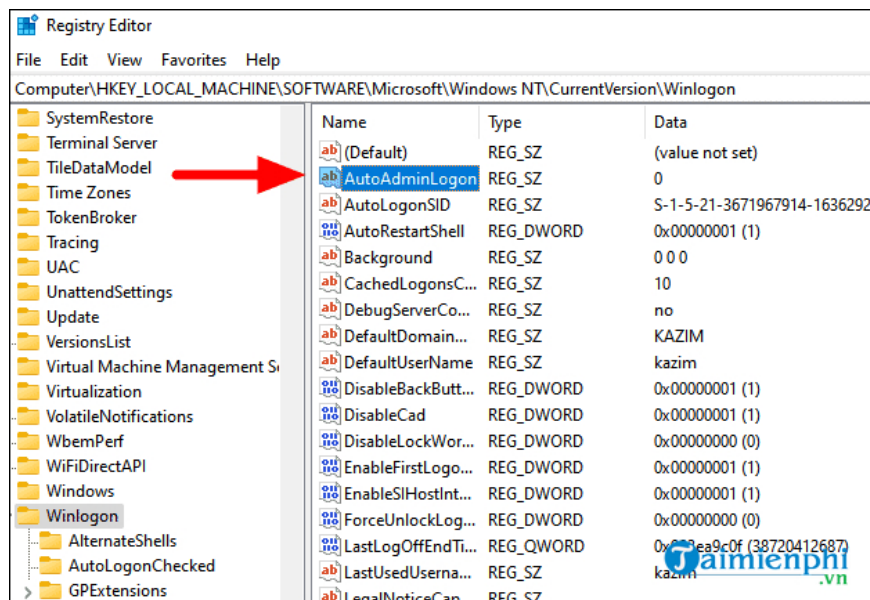 Registry Editor
File Edit View Favorites Help
Computer\HKEY_LOCAL_MACHINE\SOFTWARE\Microsoft\Windows NT\CurrentVersion\Winlogon
SystemRestore
Terminal Server
TileDataModel
Time Zones
TokenBroker
Tracing
UAC
UnattendSettings
Update
VersionsList
Virtual Machine Management
Virtualization
VolatileNotifications
WbemPerf
WiFiDirectAPI
Windows
Winlogon
AlternateShells
AutoLogonChecked
GPExtensions
Name Type Data
(Default) REG_SZ (value not set)
AutoAdminLogon REG_SZ 0
AutoLogonSID REG_SZ S-1-5-21-3671967914-1636292
AutoRestartShell REG_DWORD 0x00000001 (1)
Background REG_SZ 0 0 0
CachedLogonsC... REG_SZ 10
DebugServerCo... REG_SZ no
DefaultDomain... REG_SZ KAZIM
DefaultUserName REG_SZ kazim
DisableBackButt... REG_DWORD 0x00000001 (1)
DisableCad REG_DWORD 0x00000001 (1)
DisableLockWor... REG_DWORD 0x00000000 (0)
EnableFirstLogo... REG_DWORD 0x00000001 (1)
EnableSIHostInt... REG_DWORD 0x00000001 (1)
ForceUnlockLog... REG_DWORD 0x00000000 (0)
LastLogOffEndTi... REG_QWORD (38720412687)
LastUsedUserna... REG_SZ kazim
LegalNoticeCap... REG_SZ
Taimienphi
.vn